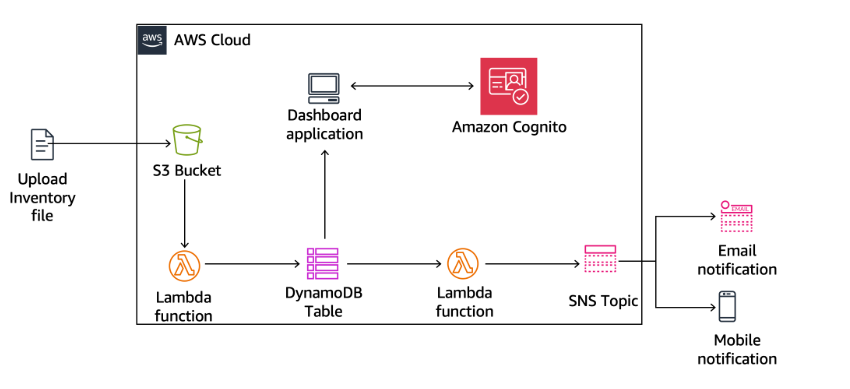 aws
AWS Cloud
Dashboard
application
Amazon Cognito
Upload
Inventory
file
S3 Bucket
Lambda
function
DynamoDB
Table
Lambda
function
SNS Topic
EMAIL
Email
notification
Mobile
notification